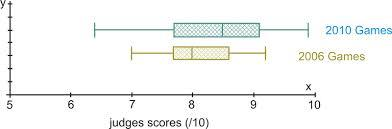 y
2010 Games
2006 Games
x
5 6 7 8 9 10
judges scores (/10)